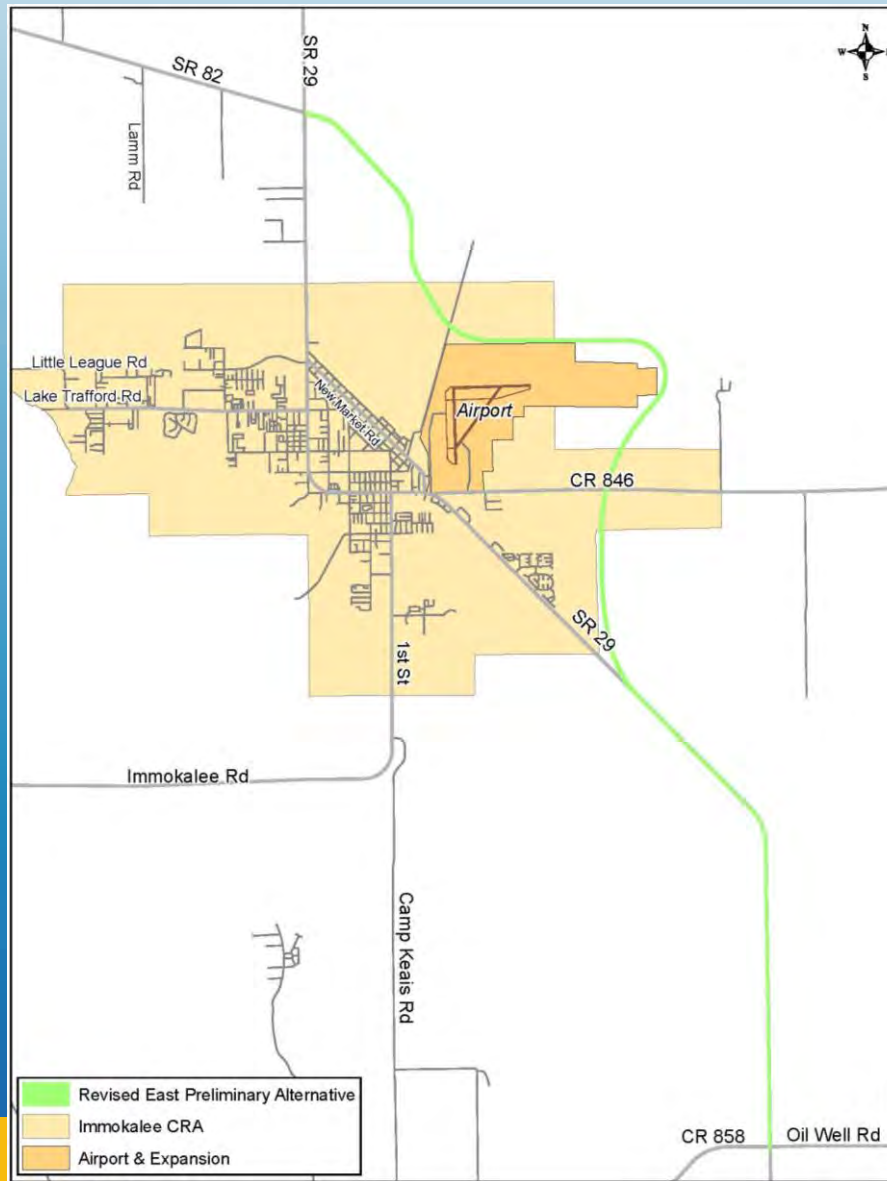 N
W
S
SR 29
SR 82
Lamm Rd
Little League Rd
Lake Trafford Rd
New Market Rd
Airport
CR 846
SR 29
1st St
Immokalee Rd
Camp Keais Rd
CR 858 Oil Well Rd
Revised East Preliminary Alternative
Immokalee CRA
Airport & Expansion